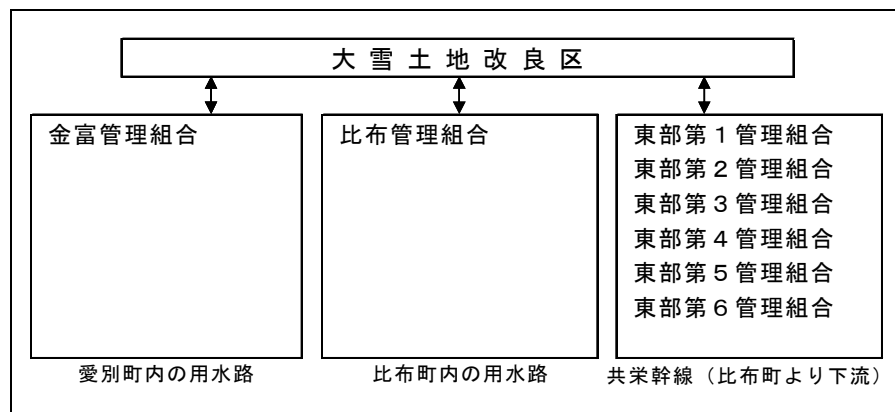 大雪土地改良区
金富管理組合
比布管理組合
東部第１管理組合
東部第２管理組合
東部第３管理組合
東部第４管理組合
東部第５管理組合
東部第６管理組合
愛別町内の用水路
比布町内の用水路
共栄幹線（比布町より下流）